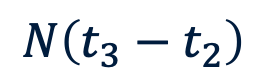 N(t₃ − t₂)